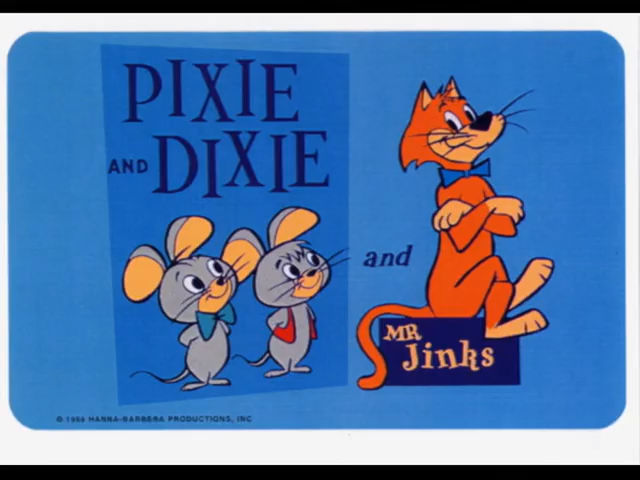 PIXIE
AND DIXIE
and
MR
Jinks
© 1958 HANNA-BARBERA PRODUCTIONS, INC